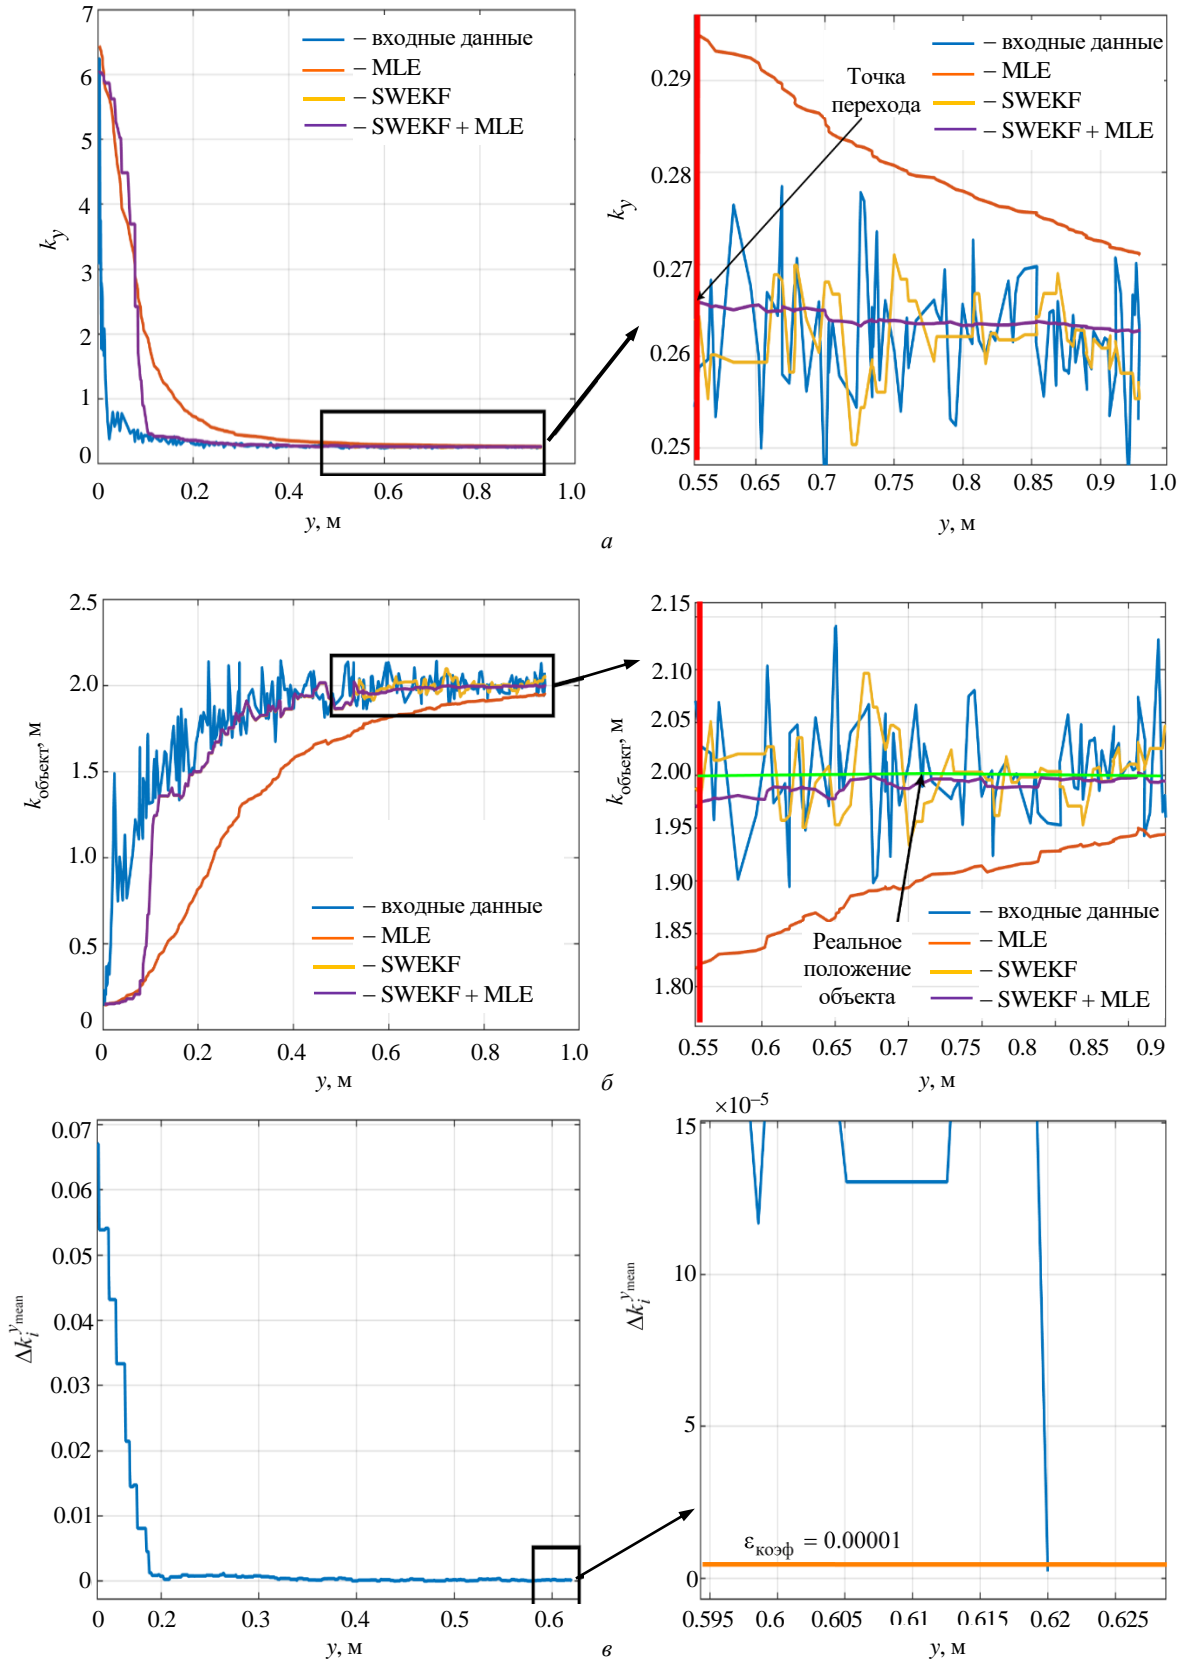 7
6
5
4
3
2
1
0
k_y
– входные данные
– MLE
– SWEKF
– SWEKF + MLE
0 0.2 0.4 0.6 0.8 1.0
y, м
0.29
0.28
0.27
0.26
0.25
k_y
Точка
перехода
– входные данные
– MLE
– SWEKF
– SWEKF + MLE
0.55 0.65 0.7 0.75 0.8 0.85 0.9 1.0
y, м
а
2.5
2.0
1.5
1.0
0.5
0
k_объект, м
– входные данные
– MLE
– SWEKF
– SWEKF + MLE
0 0.2 0.4 0.6 0.8 1.0
y, м
2.15
2.10
2.05
2.00
1.95
1.90
1.85
1.80
k_объект, м
Реальное
положение
объекта
– входные данные
– MLE
– SWEKF
– SWEKF + MLE
0.55 0.6 0.65 0.7 0.75 0.8 0.85 0.9
y, м
б
0.07
0.06
0.05
0.04
0.03
0.02
0.01
0
Δk_i^{y_mean}
0 0.2 0.3 0.4 0.5 0.6
y, м
×10⁻⁵
15
10
5
0
Δk_i^{y_mean}
ε_коэф = 0.00001
0.595 0.6 0.605 0.61 0.615 0.62 0.625
y, м
в